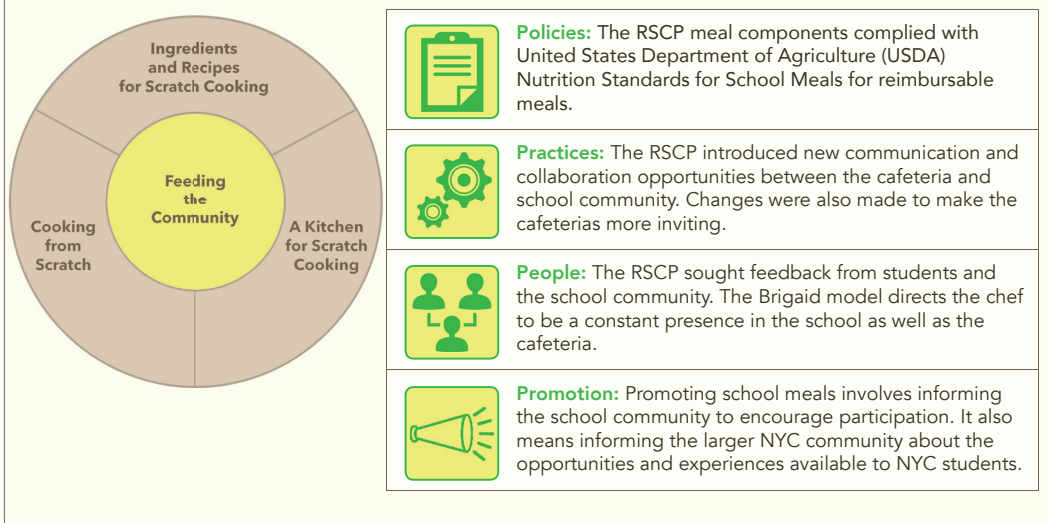 Ingredients
and Recipes
for Scratch Cooking
Feeding
the
Community
Cooking
from
Scratch
A Kitchen
for Scratch
Cooking
Policies: The RSCP meal components complied with
United States Department of Agriculture (USDA)
Nutrition Standards for School Meals for reimbursable
meals.
Practices: The RSCP introduced new communication and
collaboration opportunities between the cafeteria and
school community. Changes were also made to make the
cafeterias more inviting.
People: The RSCP sought feedback from students and
the school community. The Brigaid model directs the chef
to be a constant presence in the school as well as the
cafeteria.
Promotion: Promoting school meals involves informing
the school community to encourage participation. It also
means informing the larger NYC community about the
opportunities and experiences available to NYC students.